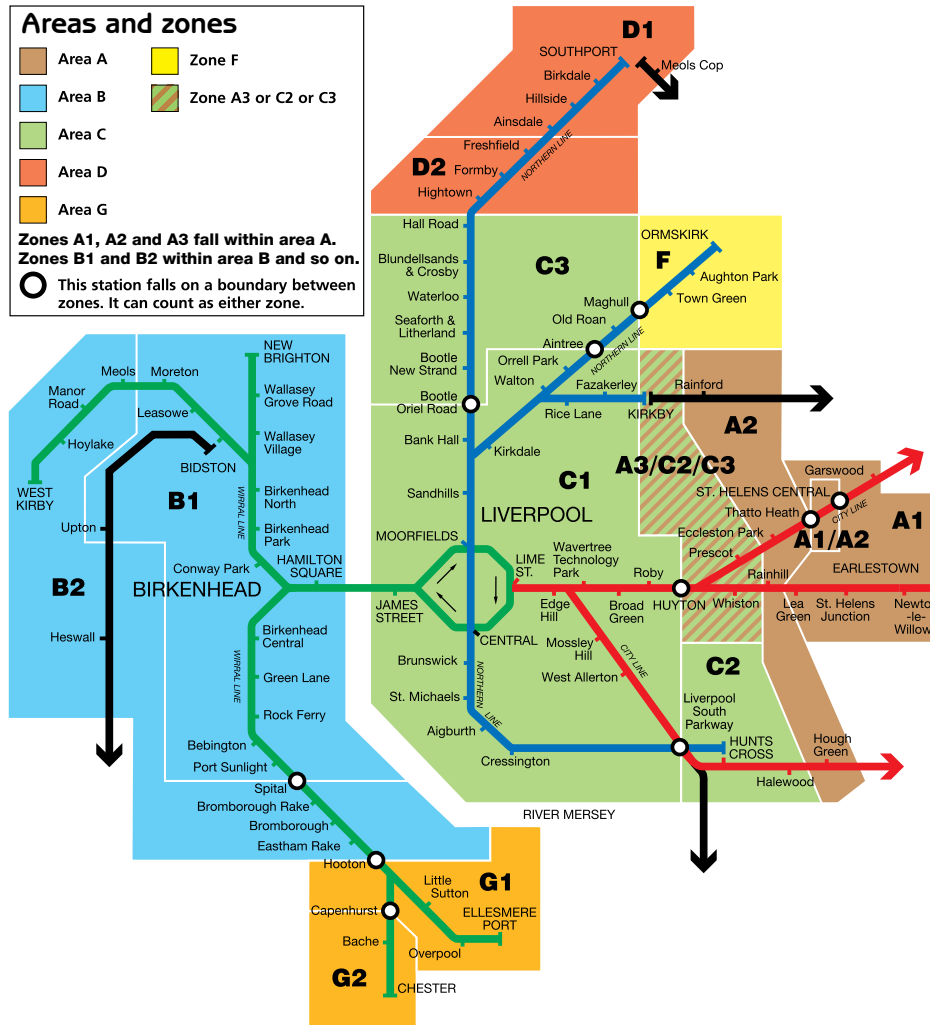 Areas and zones
Area A
Zone F
Area B
Zone A3 or C2 or C3
Area C
Area D
Area G
Zones A1, A2 and A3 fall within area A.
Zones B1 and B2 within area B and so on.
This station falls on a boundary between
zones. It can count as either zone.
D1
SOUTHPORT
Meols Cop
Birkdale
Hillside
Ainsdale
Freshfield
NORTHERN LINE
D2
Formby
Hightown
Hall Road
C3
Blundellsands
& Crosby
Waterloo
Seaforth &
Litherland
Bootle
New Strand
Bootle
Oriel Road
Bank Hall
Sandhills
MOORFIELDS
ORMSKIRK
F
Aughton Park
Town Green
Maghull
Old Roan
Aintree
NORTHERN LINE
Orrell Park
Walton
Fazakerley
Rice Lane
KIRKBY
Rainford
Kirkdale
A2
A3/C2/C3
C1
LIVERPOOL
Garswood
ST. HELENS CENTRAL
CITY LINE
Thatto Heath
A1
A1/A2
Eccleston Park
Prescot
Rainhill
EARLESTOWN
Whiston
Lea
Green
St. Helens
Junction
Newto
-le-
Willow
NEW
BRIGHTON
Meols
Moreton
Manor
Road
Leasowe
Wallasey
Grove Road
Hoylake
Wallasey
Village
BIDSTON
WEST
KIRBY
B1
WIRRAL LINE
Birkenhead
North
Upton
Birkenhead
Park
Conway Park
HAMILTON
SQUARE
B2
BIRKENHEAD
JAMES
STREET
LIME
ST.
Wavertree
Technology
Park
Roby
Edge
Hill
Broad
Green
HUYTON
Heswall
Birkenhead
Central
CENTRAL
Mossley
Hill
CITY LINE
WIRRAL LINE
Green Lane
Brunswick
NORTHERN
LINE
West Allerton
C2
Rock Ferry
St. Michaels
Liverpool
South
Parkway
Aigburth
Bebington
Cressington
HUNTS
CROSS
Hough
Green
Port Sunlight
Halewood
Spital
Bromborough Rake
RIVER MERSEY
Bromborough
Eastham Rake
Hooton
Little
Sutton
G1
Capenhurst
ELLESMERE
PORT
Bache
Overpool
G2
CHESTER